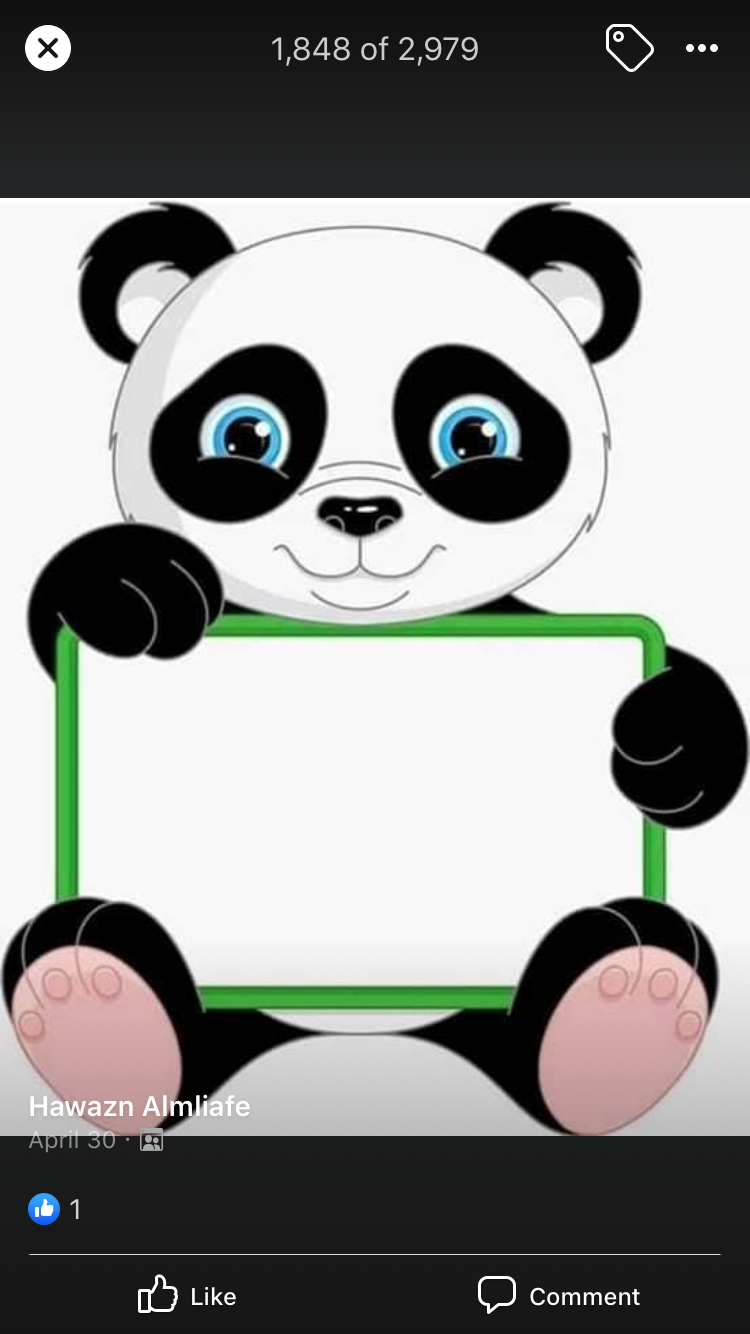 1,848 of 2,979
Hawazn Almliafe
April 30 ·
1
Like
Comment